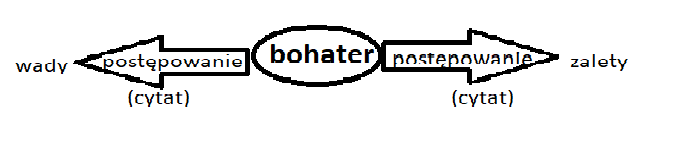 wady postępowanie bohater postępowanie zalety
(cytat) (cytat)